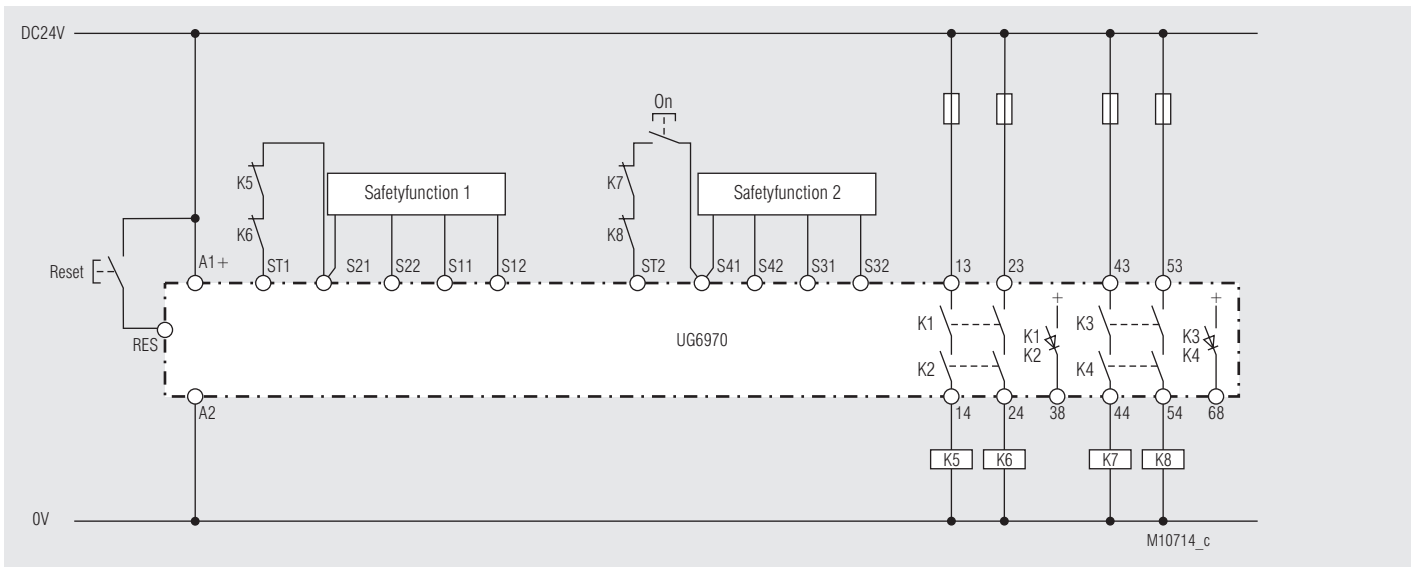 DC24V
On
K5
Safetyfunction 1
K7
Safetyfunction 2
K6
K8
Reset
A1+
ST1
S21
S22
S11
S12
ST2
S41
S42
S31
S32
13
23
43
53
+
+
K1
K1
K3
K3
RES
UG6970
K2
K2
K4
K4
A2
14
24
38
44
54
68
K5
K6
K7
K8
0V
M10714_c